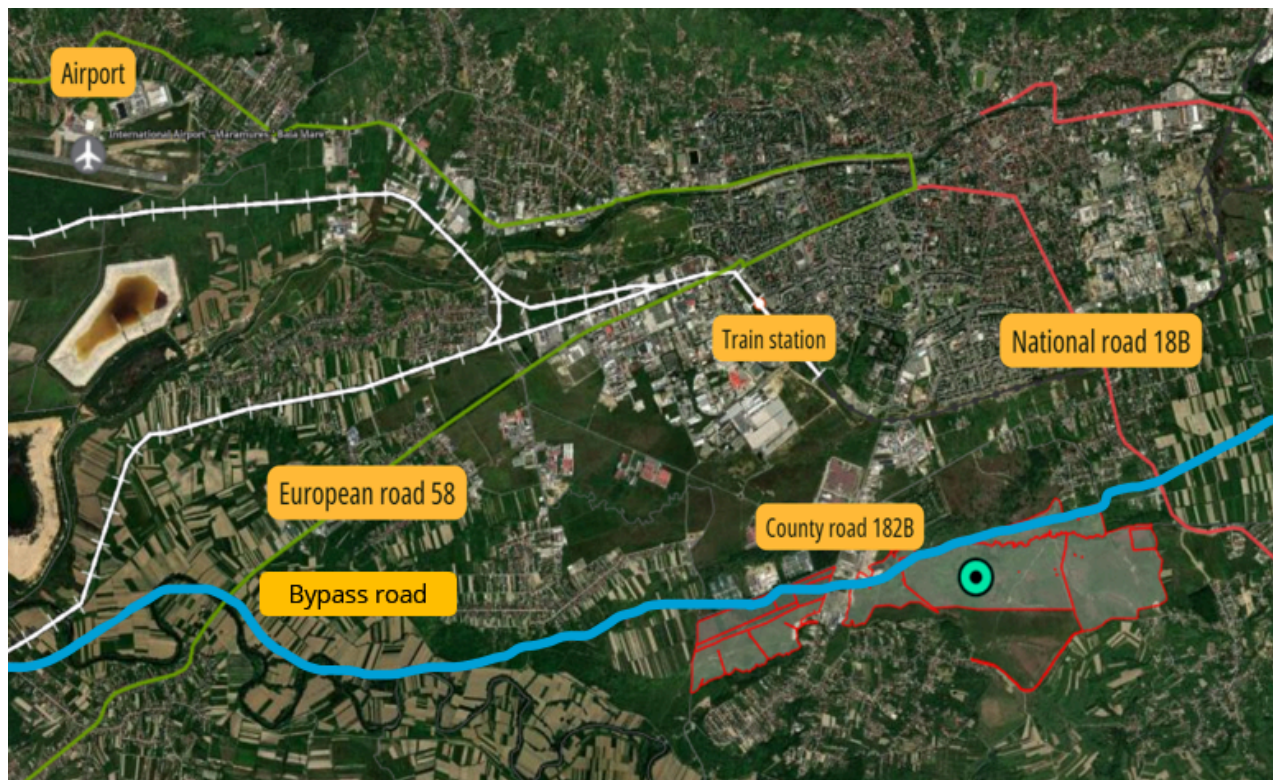 Airport
International Airport "Maramureș" Baia Mare
Train station
National road 18B
European road 58
County road 182B
Bypass road